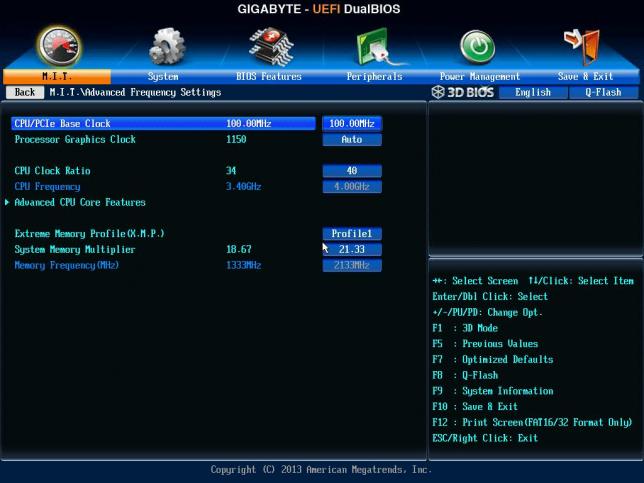 GIGABYTE - UEFI DualBIOS
M.I.T. System BIOS Features Peripherals Power Management Save & Exit
Back M.I.T.\Advanced Frequency Settings 3D BIOS English Q-Flash
CPU/PCIe Base Clock 100.00MHz 100.00MHz
Processor Graphics Clock 1150 Auto
CPU Clock Ratio 34 40
CPU Frequency 3.40GHz 4.00GHz
Advanced CPU Core Features
Extreme Memory Profile(X.M.P.) Profile1
System Memory Multiplier 18.67 21.33
Memory Frequency(MHz) 1333MHz 2133MHz
→←: Select Screen ↑↓/Click: Select Item
Enter/Dbl Click: Select
+/-/PU/PD: Change Opt.
F1 : 3D Mode
F5 : Previous Values
F7 : Optimized Defaults
F8 : Q-Flash
F9 : System Information
F10 : Save & Exit
F12 : Print Screen(FAT16/32 Format Only)
ESC/Right Click: Exit
Copyright (C) 2013 American Megatrends, Inc.